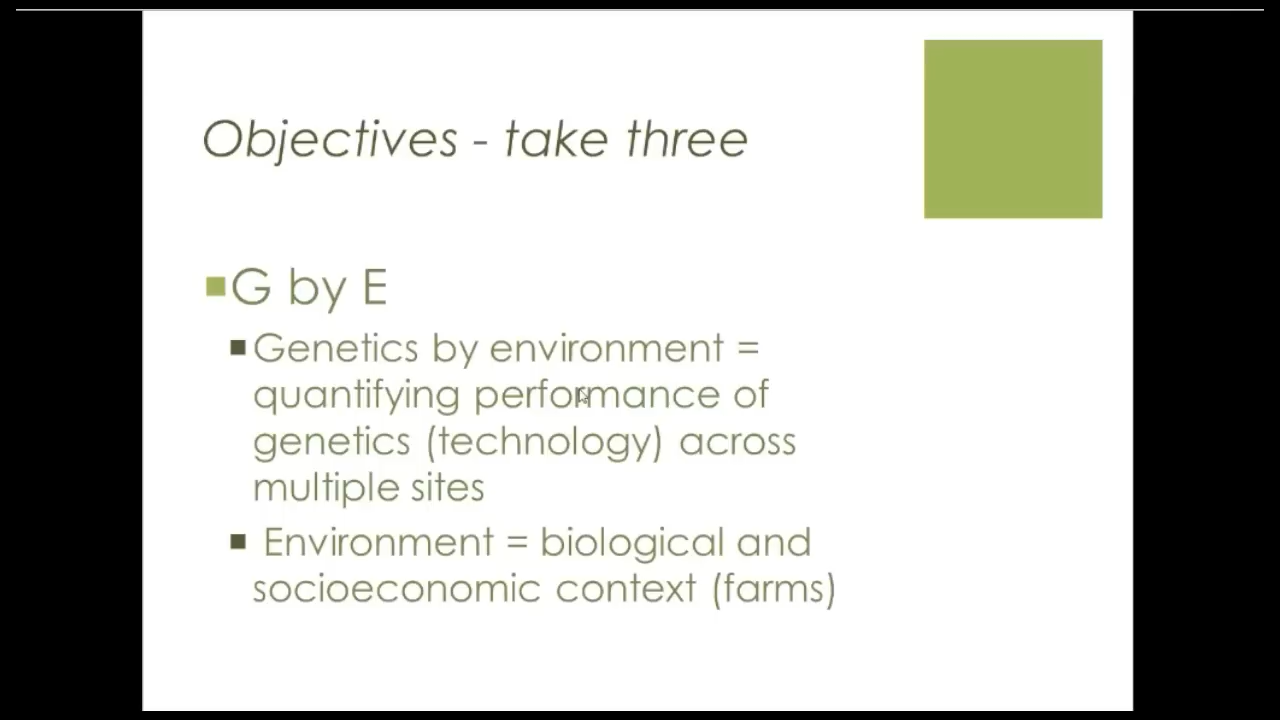 Objectives - take three
G by E
Genetics by environment =
quantifying performance of
genetics (technology) across
multiple sites
Environment = biological and
socioeconomic context (farms)